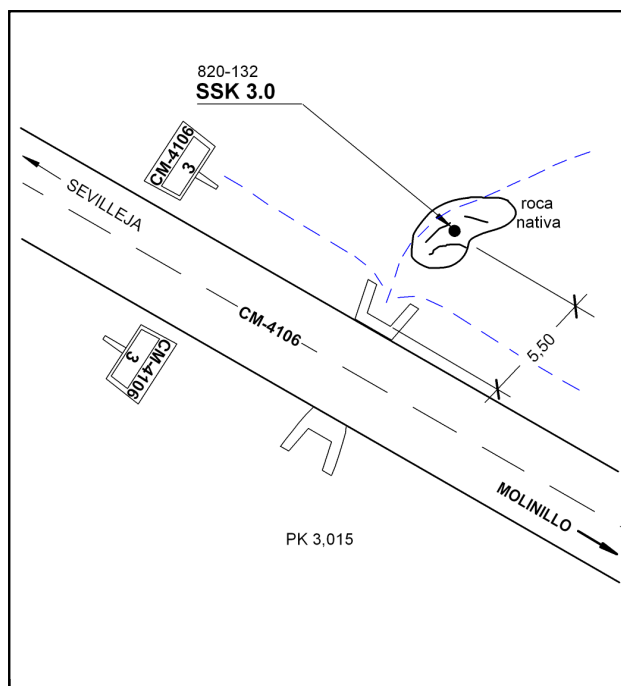 820-132
SSK 3.0
CM-4106
3
SEVILLEJA
roca
nativa
CM-4106
5,50
CM-4106
3
MOLINILLO
PK 3,015